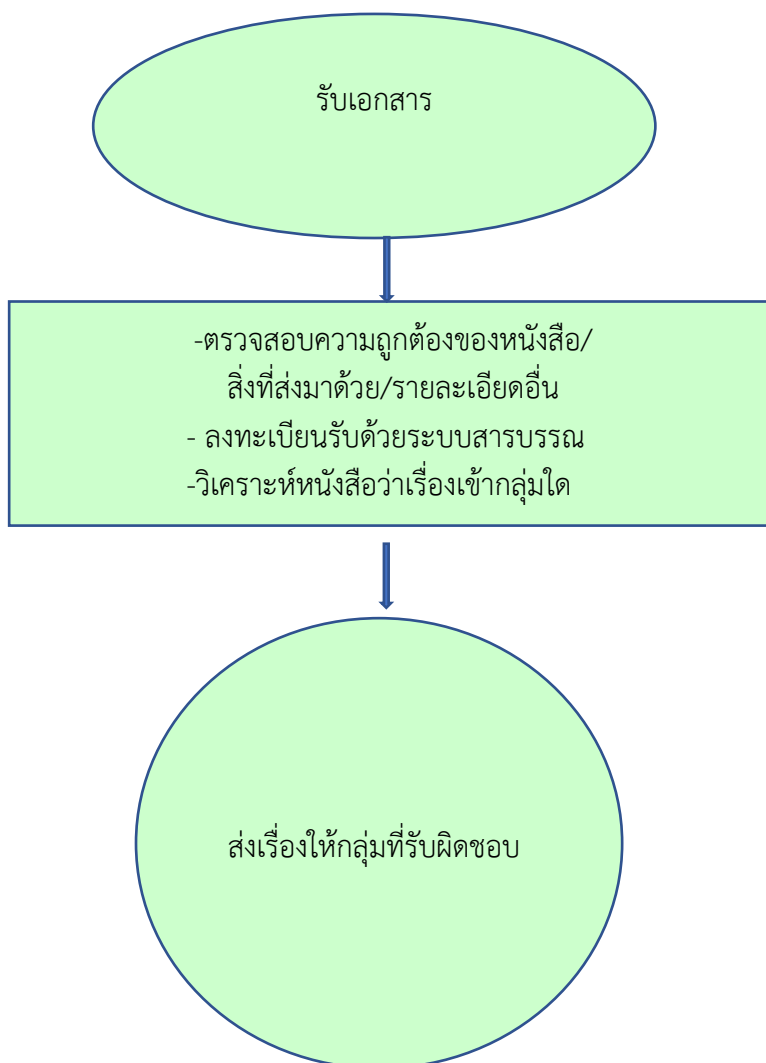 รับเอกสาร
-ตรวจสอบความถูกต้องของหนังสือ/
สิ่งที่ส่งมาด้วย/รายละเอียดอื่น
- ลงทะเบียนรับด้วยระบบสารบรรณ
-วิเคราะห์หนังสือว่าเรื่องเข้ากลุ่มใด
ส่งเรื่องให้กลุ่มที่รับผิดชอบ